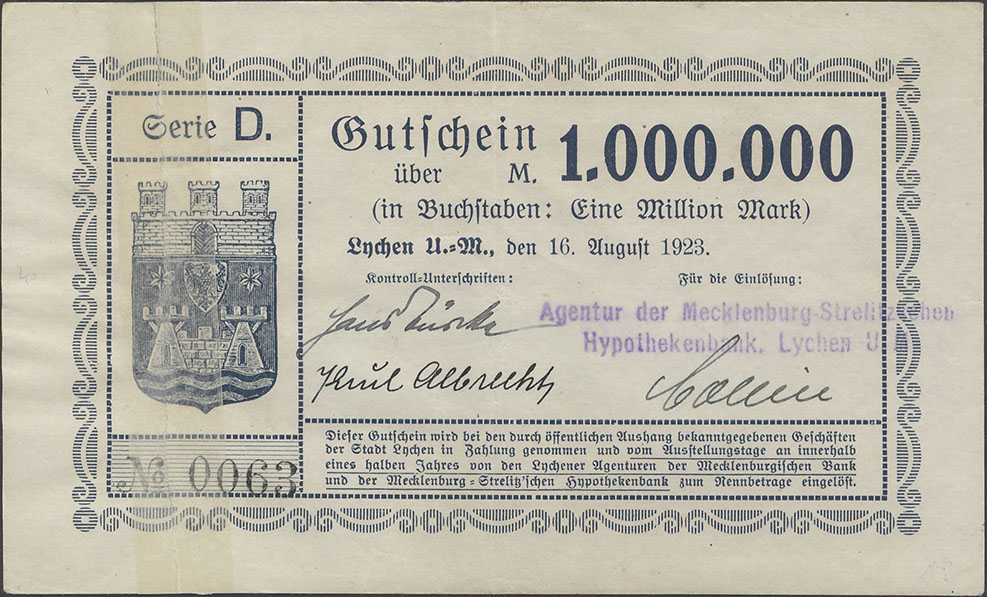 Serie D.
Gutschein
über M. 1.000.000
(in Buchstaben: Eine Million Mark)
Lychen U.=M., den 16. August 1923.
Kontroll-Unterschriften: Für die Einlösung:
Agentur der Mecklenburg-Strelitzschen
Hypothekenbank, Lychen U
Albrecht
Dieser Gutschein wird bei den durch öffentlichen Aushang bekanntgegebenen Geschäften
der Stadt Lychen in Zahlung genommen und vom Ausstellungstage an innerhalb
eines halben Jahres von den Lychener Agenturen der Mecklenburgischen Bank
und der Mecklenburg=Strelitz'schen Hypothekenbank zum Nennbetrage eingelöst.
No 0063